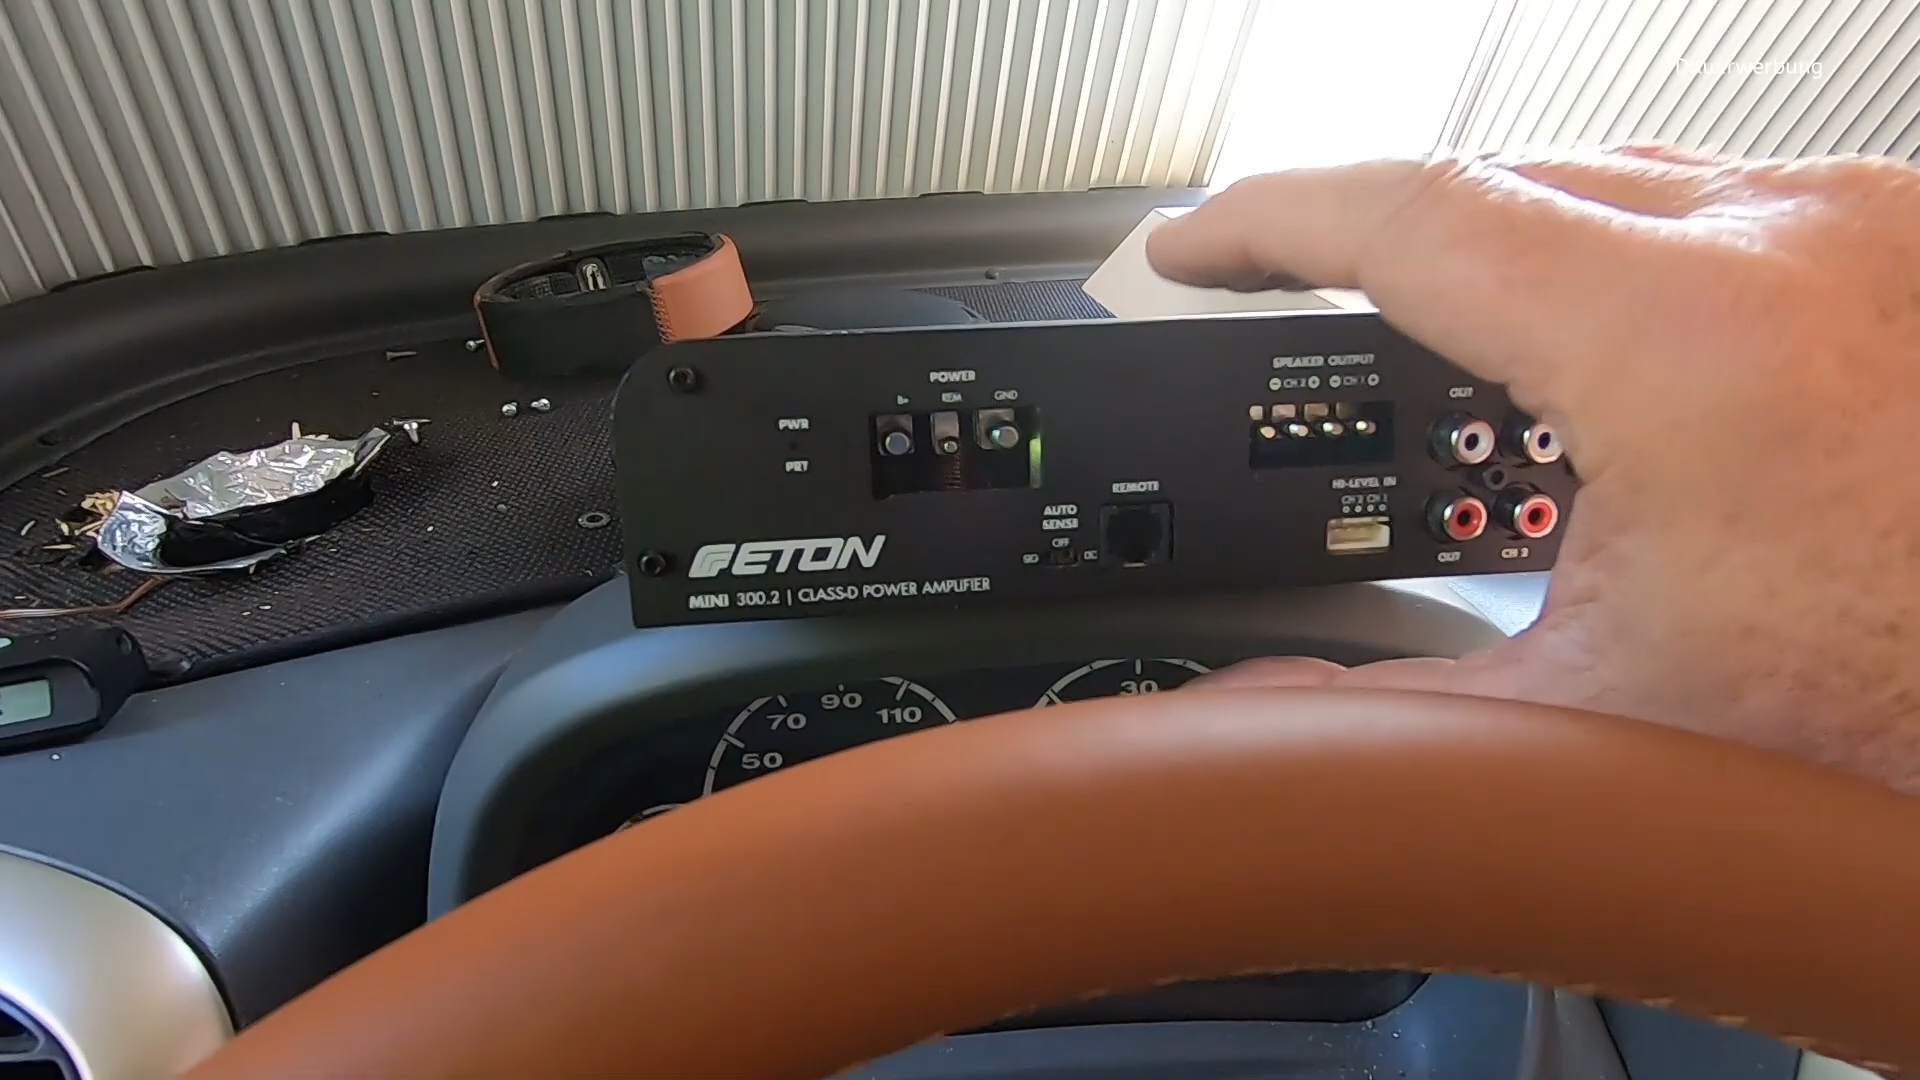 Dauerwerbung
SPEAKER OUTPUT
CH 2 CH 1
POWER
B+ REM GND
OUT
PWR
PRT
HI-LEVEL IN
CH 2 CH 1
REMOTE
AUTO
SENSE
OFF
SIG DC
OUT CH 2
ETON
MINI 300.2 | CLASS-D POWER AMPLIFIER
30
90
70 110
50